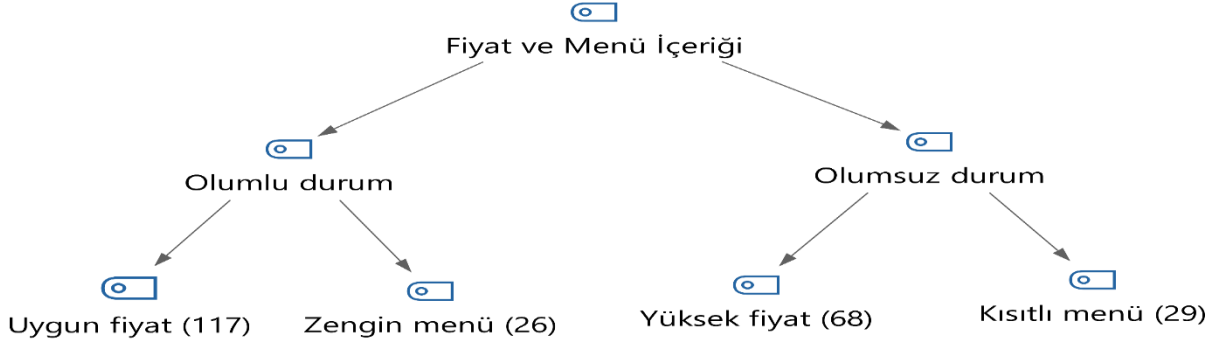 Fiyat ve Menü İçeriği
Olumlu durum
Olumsuz durum
Uygun fiyat (117)
Zengin menü (26)
Yüksek fiyat (68)
Kısıtlı menü (29)